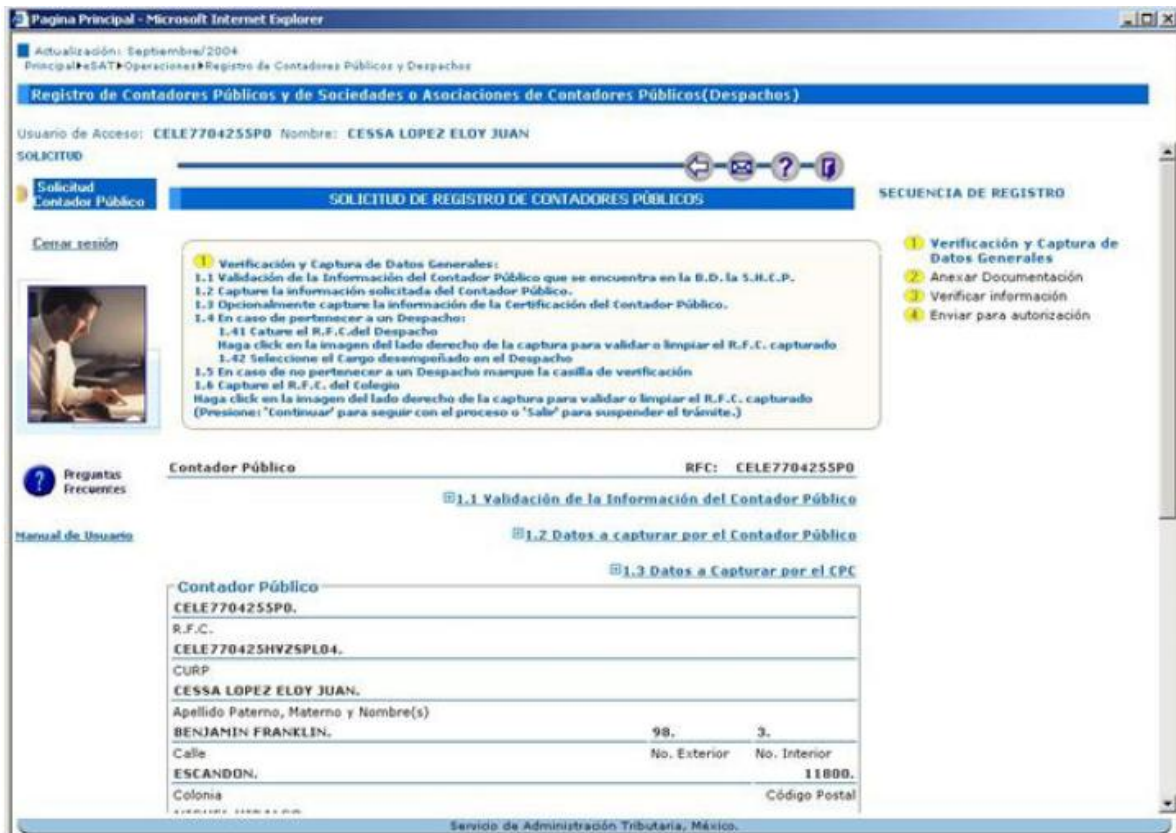 Pagina Principal - Microsoft Internet Explorer
Actualización: Septiembre/2004
Principal▶eSAT▶Operaciones▶Registro de Contadores Públicos y Despachos
Registro de Contadores Públicos y de Sociedades o Asociaciones de Contadores Públicos(Despachos)
Usuario de Acceso: CELE7704255P0 Nombre: CESSA LOPEZ ELOY JUAN
SOLICITUD
Solicitud
Contador Público
Cerrar sesión
Preguntas
Frecuentes
Manual de Usuario
SOLICITUD DE REGISTRO DE CONTADORES PÚBLICOS
1 Verificación y Captura de Datos Generales:
1.1 Validación de la Información del Contador Público que se encuentra en la B.D. la S.H.C.P.
1.2 Capture la información solicitada del Contador Público.
1.3 Opcionalmente capture la información de la Certificación del Contador Público.
1.4 En caso de pertenecer a un Despacho:
1.41 Cature el R.F.C.del Despacho
Haga click en la imagen del lado derecho de la captura para validar o limpiar el R.F.C. capturado
1.42 Seleccione el Cargo desempeñado en el Despacho
1.5 En caso de no pertenecer a un Despacho marque la casilla de verificación
1.6 Capture el R.F.C. del Colegio
Haga click en la imagen del lado derecho de la captura para validar o limpiar el R.F.C. capturado
(Presione: 'Continuar' para seguir con el proceso o 'Salir' para suspender el trámite.)
SECUENCIA DE REGISTRO
1 Verificación y Captura de
Datos Generales
2 Anexar Documentación
3 Verificar información
4 Enviar para autorización
Contador Público RFC: CELE7704255P0
1.1 Validación de la Información del Contador Público
1.2 Datos a capturar por el Contador Público
1.3 Datos a Capturar por el CPC
Contador Público
CELE7704255P0.
R.F.C.
CELE770425HVZSPL04.
CURP
CESSA LOPEZ ELOY JUAN.
Apellido Paterno, Materno y Nombre(s)
BENJAMIN FRANKLIN. 98. 3.
Calle No. Exterior No. Interior
ESCANDON. 11800.
Colonia Código Postal
Servicio de Administración Tributaria, México.